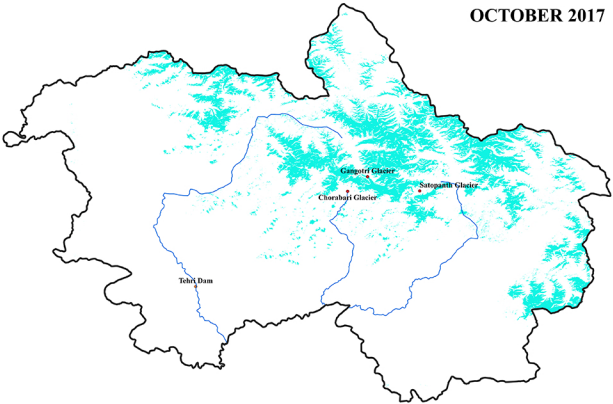 OCTOBER 2017
Gangotri Glacier
Satopanth Glacier
Chorabari Glacier
Tehri Dam